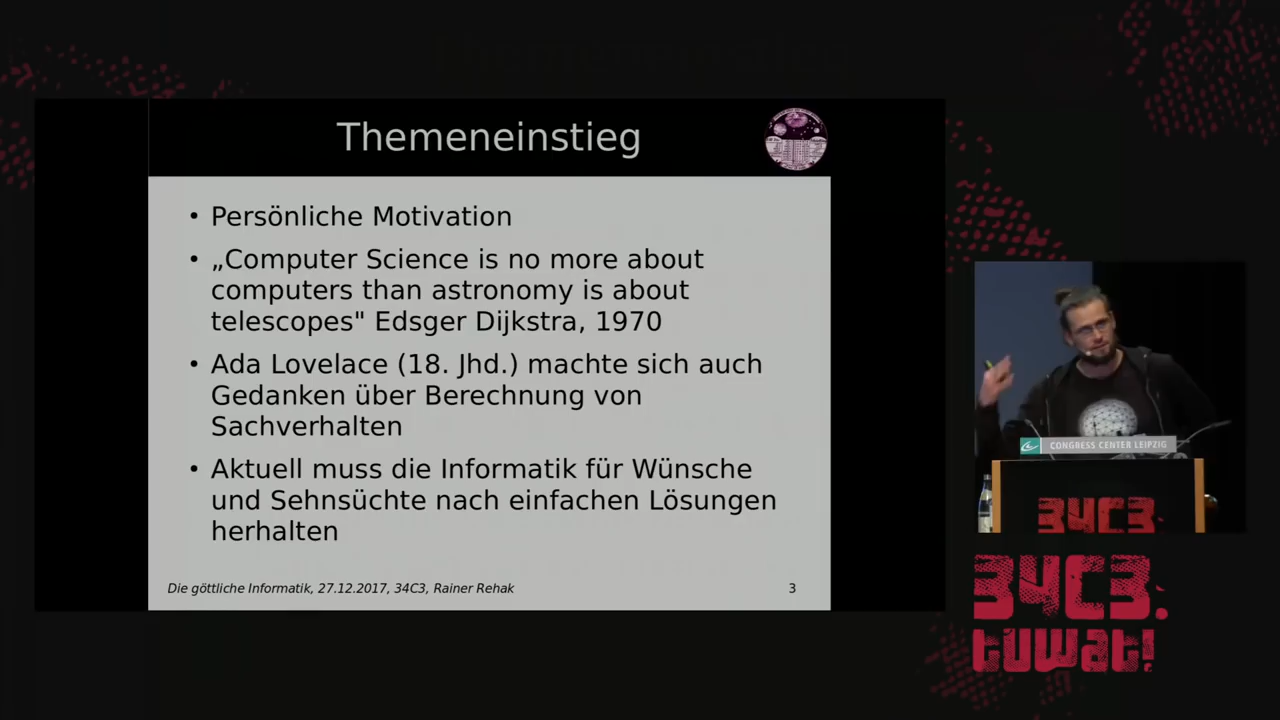 Themeneinstieg
• Persönliche Motivation
• „Computer Science is no more about
computers than astronomy is about
telescopes" Edsger Dijkstra, 1970
• Ada Lovelace (18. Jhd.) machte sich auch
Gedanken über Berechnung von
Sachverhalten
• Aktuell muss die Informatik für Wünsche
und Sehnsüchte nach einfachen Lösungen
herhalten
Die göttliche Informatik, 27.12.2017, 34C3, Rainer Rehak
3
CONGRESS CENTER LEIPZIG
34C3.
34C3.
tuwat!